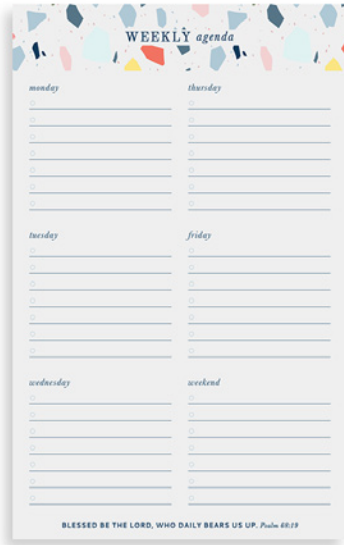 WEEKLY agenda
monday
thursday
tuesday
friday
wednesday
weekend
BLESSED BE THE LORD, WHO DAILY BEARS US UP. Psalm 68:19